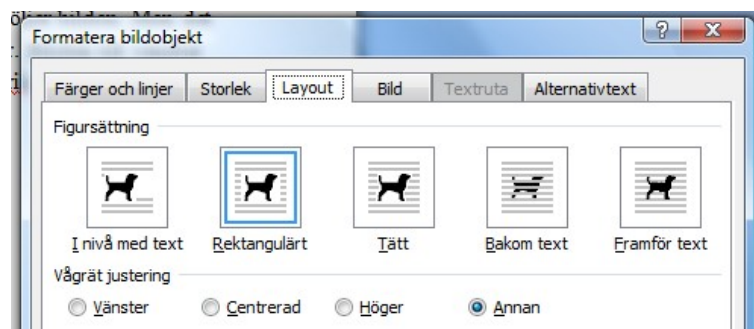 Formatera bildobjekt
Färger och linjer Storlek Layout Bild Textruta Alternativtext
Figursättning
I nivå med text Rektangulärt Tätt Bakom text Framför text
Vågrät justering
Vänster Centrerad Höger Annan